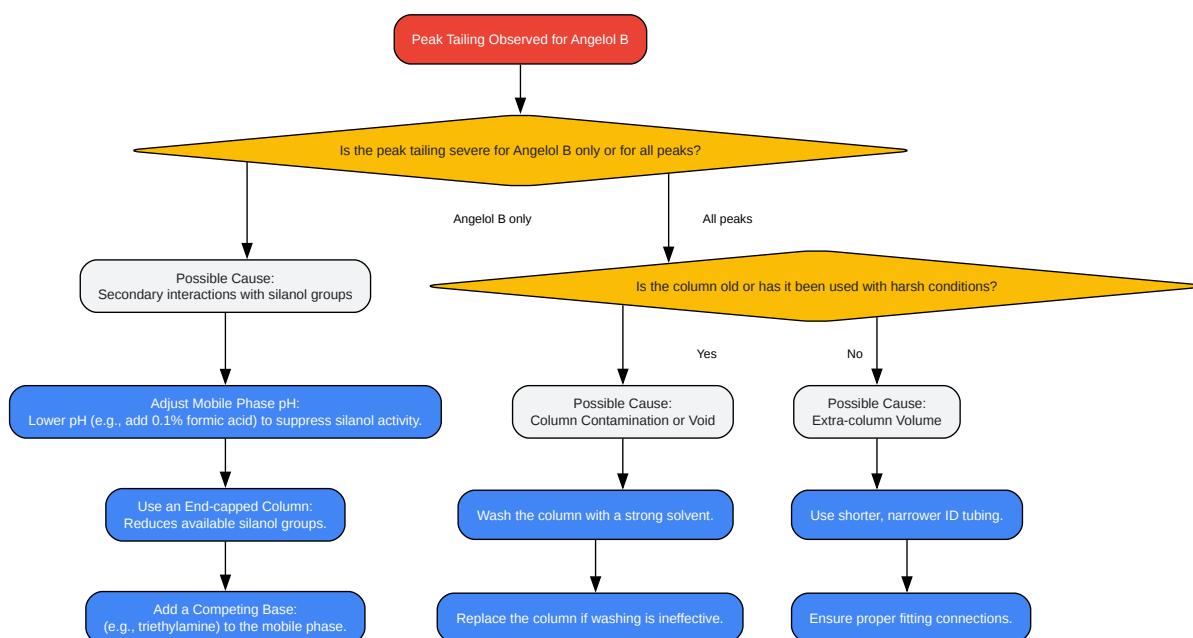 Peak Tailing Observed for Angelol B
Is the peak tailing severe for Angelol B only or for all peaks?
Angelol B only
All peaks
Possible Cause:
Secondary interactions with silanol groups
Is the column old or has it been used with harsh conditions?
Yes
No
Adjust Mobile Phase pH:
Lower pH (e.g., add 0.1% formic acid) to suppress silanol activity.
Possible Cause:
Column Contamination or Void
Possible Cause:
Extra-column Volume
Use an End-capped Column:
Reduces available silanol groups.
Wash the column with a strong solvent.
Use shorter, narrower ID tubing.
Add a Competing Base:
(e.g., triethylamine) to the mobile phase.
Replace the column if washing is ineffective.
Ensure proper fitting connections.